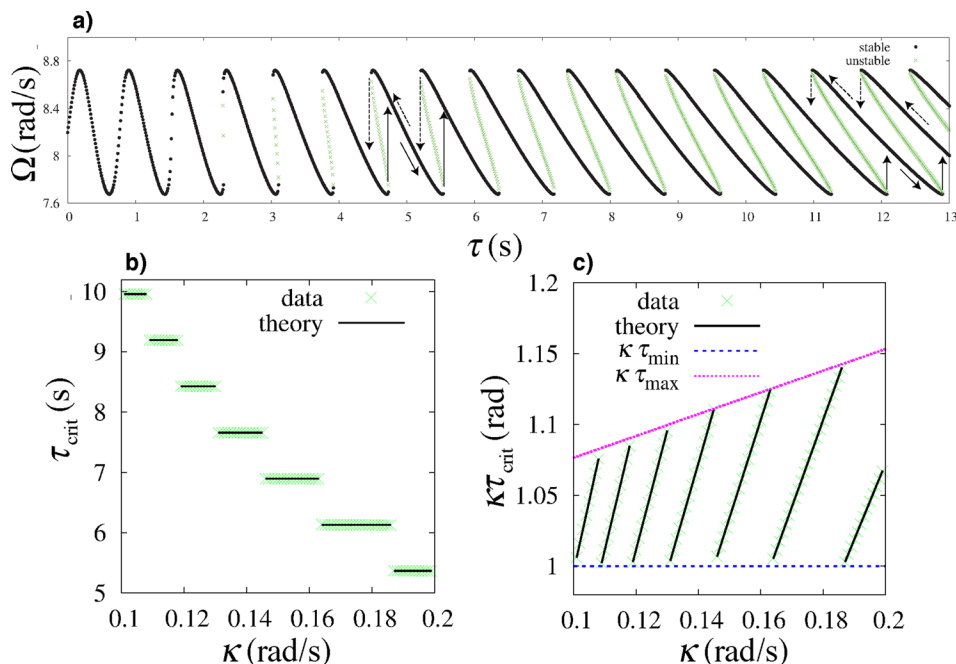 a)
Ω (rad/s)
8.8
8.4
8
7.6
stable
unstable
0 1 2 3 4 5 6 7 8 9 10 11 12 13
τ (s)
b)
τcrit (s)
10
9
8
7
6
5
data
theory
0.1 0.12 0.14 0.16 0.18 0.2
κ (rad/s)
c)
κτcrit (rad)
1.2
1.15
1.1
1.05
1
data
theory
κ τmin
κ τmax
0.1 0.12 0.14 0.16 0.18 0.2
κ (rad/s)